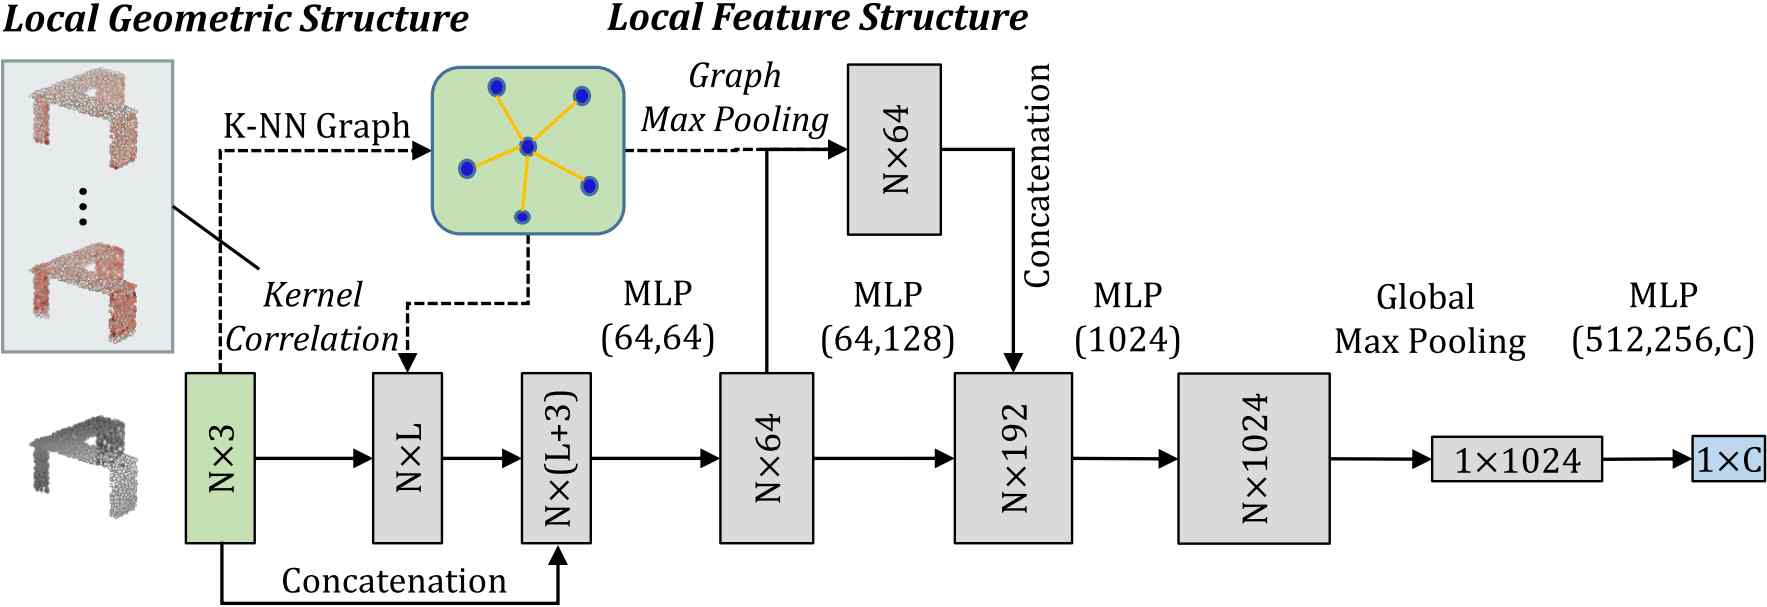 Local Geometric Structure
Local Feature Structure
K-NN Graph
Graph
Max Pooling
N×64
Concatenation
Kernel
Correlation
MLP
(64,64)
MLP
(64,128)
MLP
(1024)
Global
Max Pooling
MLP
(512,256,C)
N×3
N×L
N×(L+3)
N×64
N×192
N×1024
1×1024
1×C
Concatenation